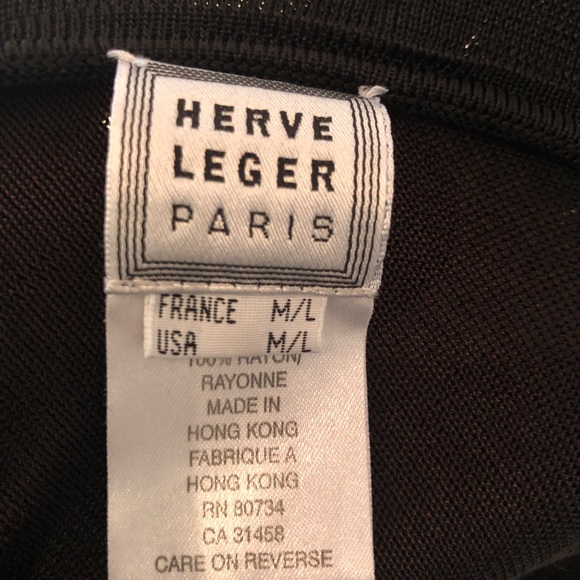 HERVE
LEGER
PARIS
FRANCE M/L
USA M/L
100% RAYON/
RAYONNE
MADE IN
HONG KONG
FABRIQUE A
HONG KONG
RN 80734
CA 31458
CARE ON REVERSE